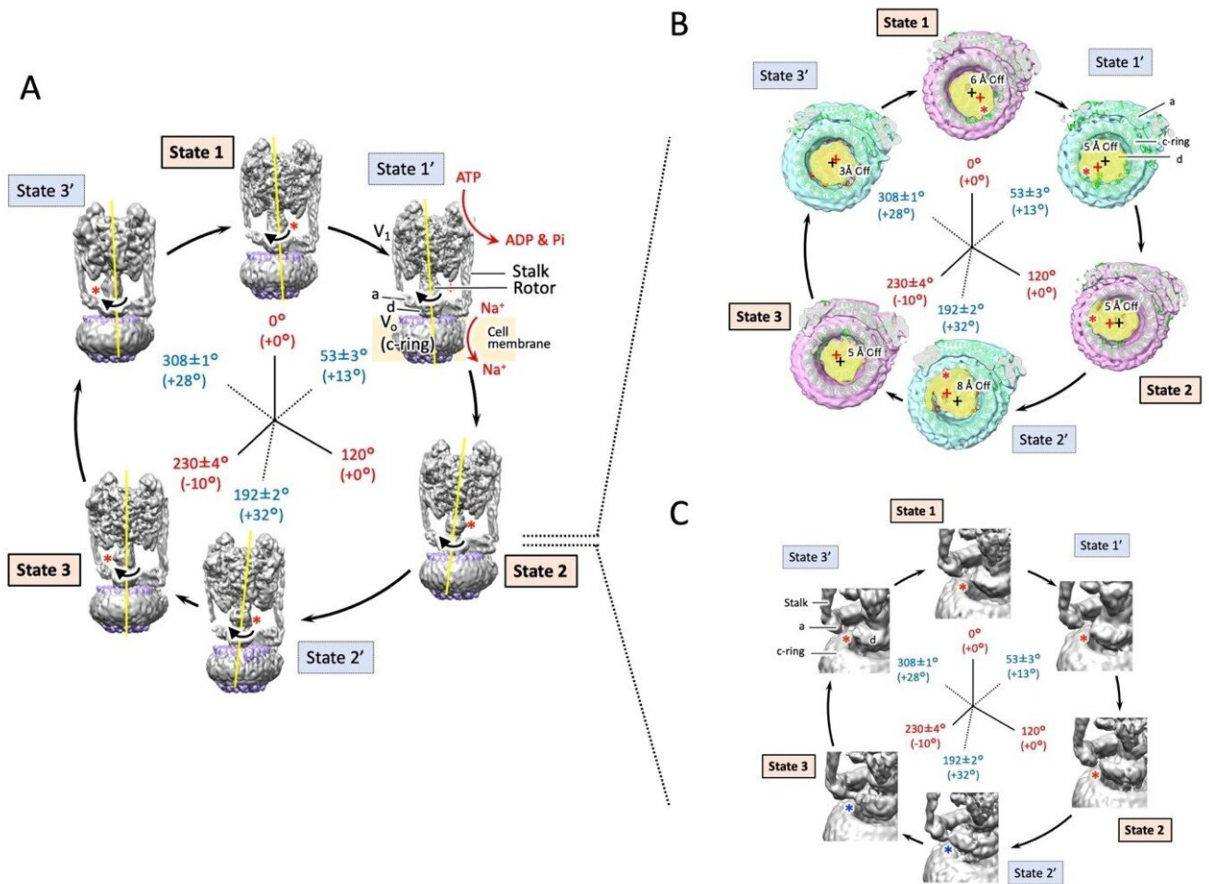 A
State 1
State 3’
State 1’
ATP
ADP & Pi
V1
Stalk
Rotor
a
d
Na+
Vo
(c-ring)
Cell
membrane
Na+
0°
(+0°)
308±1°
(+28°)
53±3°
(+13°)
230±4°
(-10°)
120°
(+0°)
192±2°
(+32°)
State 3
State 2
State 2’
B
State 1
State 3’
State 1’
6 Å Off
a
c-ring
d
5 Å Off
3Å Off
0°
(+0°)
308±1°
(+28°)
53±3°
(+13°)
230±4°
(-10°)
120°
(+0°)
192±2°
(+32°)
State 3
5 Å Off
5 Å Off
8 Å Off
State 2
State 2’
C
State 1
State 3’
State 1’
Stalk
a
d
c-ring
0°
(+0°)
308±1°
(+28°)
53±3°
(+13°)
230±4°
(-10°)
120°
(+0°)
192±2°
(+32°)
State 3
State 2
State 2’